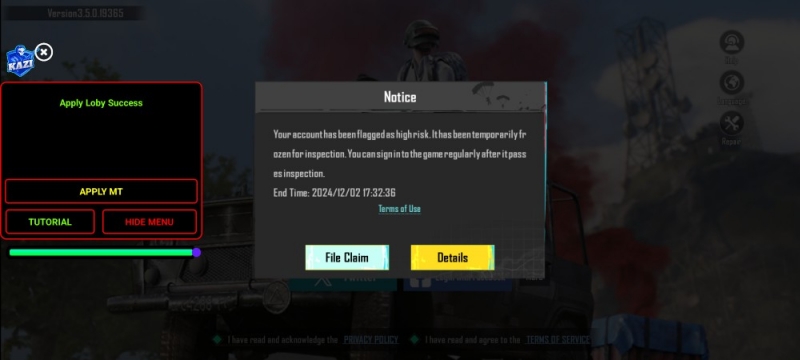 Version3.5.0.19365
KAZI
Apply Loby Success
APPLY MT
TUTORIAL
HIDE MENU
Notice
Your account has been flagged as high risk. It has been temporarily fr
ozen for inspection. You can sign in to the game regularly after it pass
es inspection.
End Time: 2024/12/02 17:32:36
Terms of Use
File Claim
Details
Twitter
Repair
I have read and acknowledge the PRIVACY POLICY
I have read and agree to the TERMS OF SERVICE